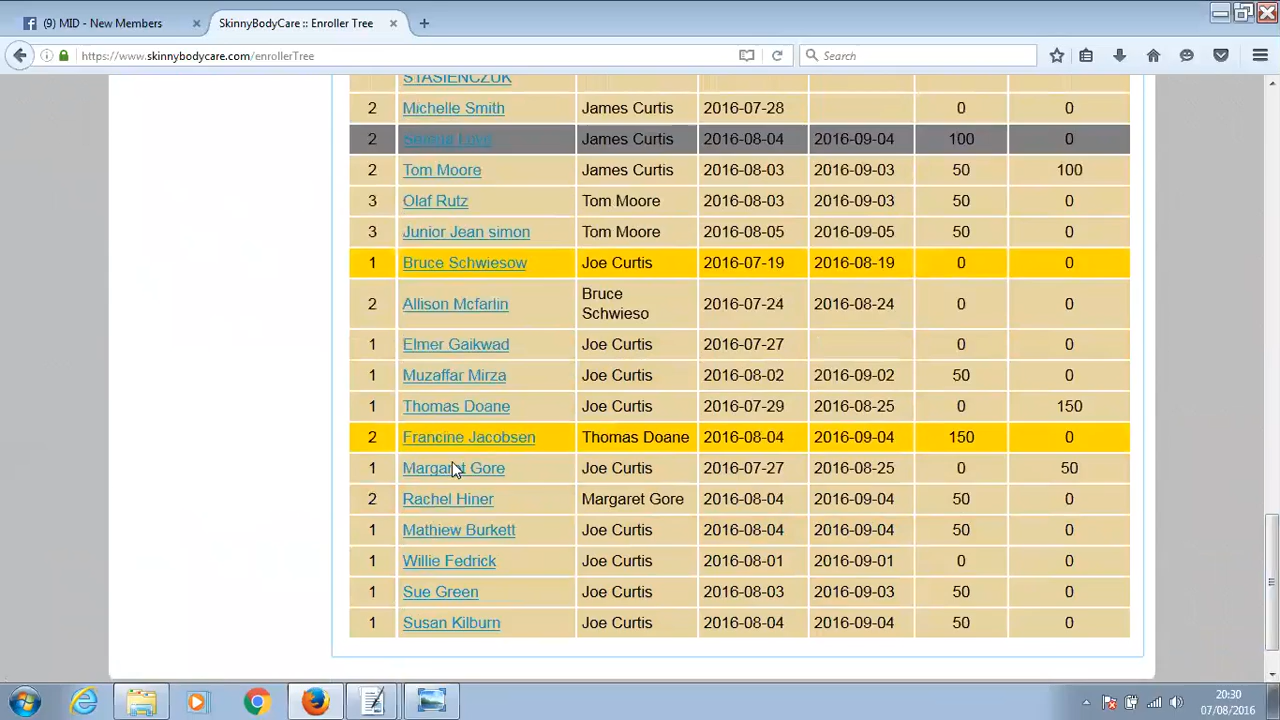 (9) MID - New Members
SkinnyBodyCare :: Enroller Tree
https://www.skinnybodycare.com/enrollerTree
Search
STASIENCZUK
2 Michelle Smith James Curtis 2016-07-28 0 0
2 James Curtis 2016-08-04 2016-09-04 100 0
2 Tom Moore James Curtis 2016-08-03 2016-09-03 50 100
3 Olaf Rutz Tom Moore 2016-08-03 2016-09-03 50 0
3 Junior Jean simon Tom Moore 2016-08-05 2016-09-05 50 0
1 Bruce Schwiesow Joe Curtis 2016-07-19 2016-08-19 0 0
2 Allison Mcfarlin Bruce Schwieso 2016-07-24 2016-08-24 0 0
1 Elmer Gaikwad Joe Curtis 2016-07-27 0 0
1 Muzaffar Mirza Joe Curtis 2016-08-02 2016-09-02 50 0
1 Thomas Doane Joe Curtis 2016-07-29 2016-08-25 0 150
2 Francine Jacobsen Thomas Doane 2016-08-04 2016-09-04 150 0
1 Margaret Gore Joe Curtis 2016-07-27 2016-08-25 0 50
2 Rachel Hiner Margaret Gore 2016-08-04 2016-09-04 50 0
1 Mathiew Burkett Joe Curtis 2016-08-04 2016-09-04 50 0
1 Willie Fedrick Joe Curtis 2016-08-01 2016-09-01 0 0
1 Sue Green Joe Curtis 2016-08-03 2016-09-03 50 0
1 Susan Kilburn Joe Curtis 2016-08-04 2016-09-04 50 0
20:30
07/08/2016